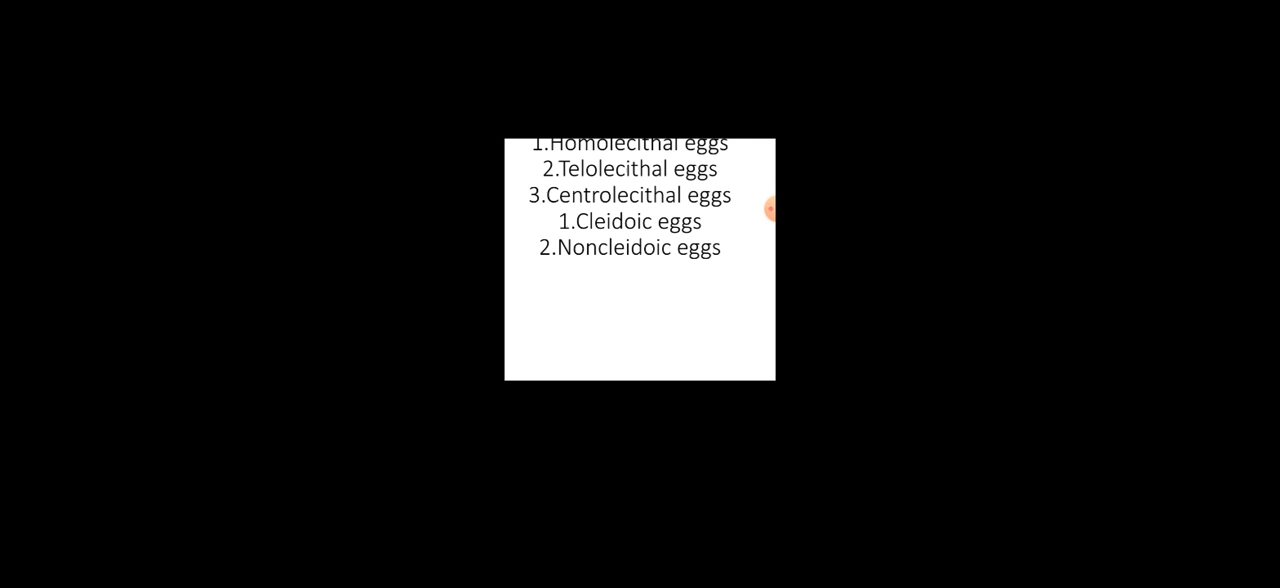 1.Homolecithal eggs
2.Telolecithal eggs
3.Centrolecithal eggs
1.Cleidoic eggs
2.Noncleidoic eggs